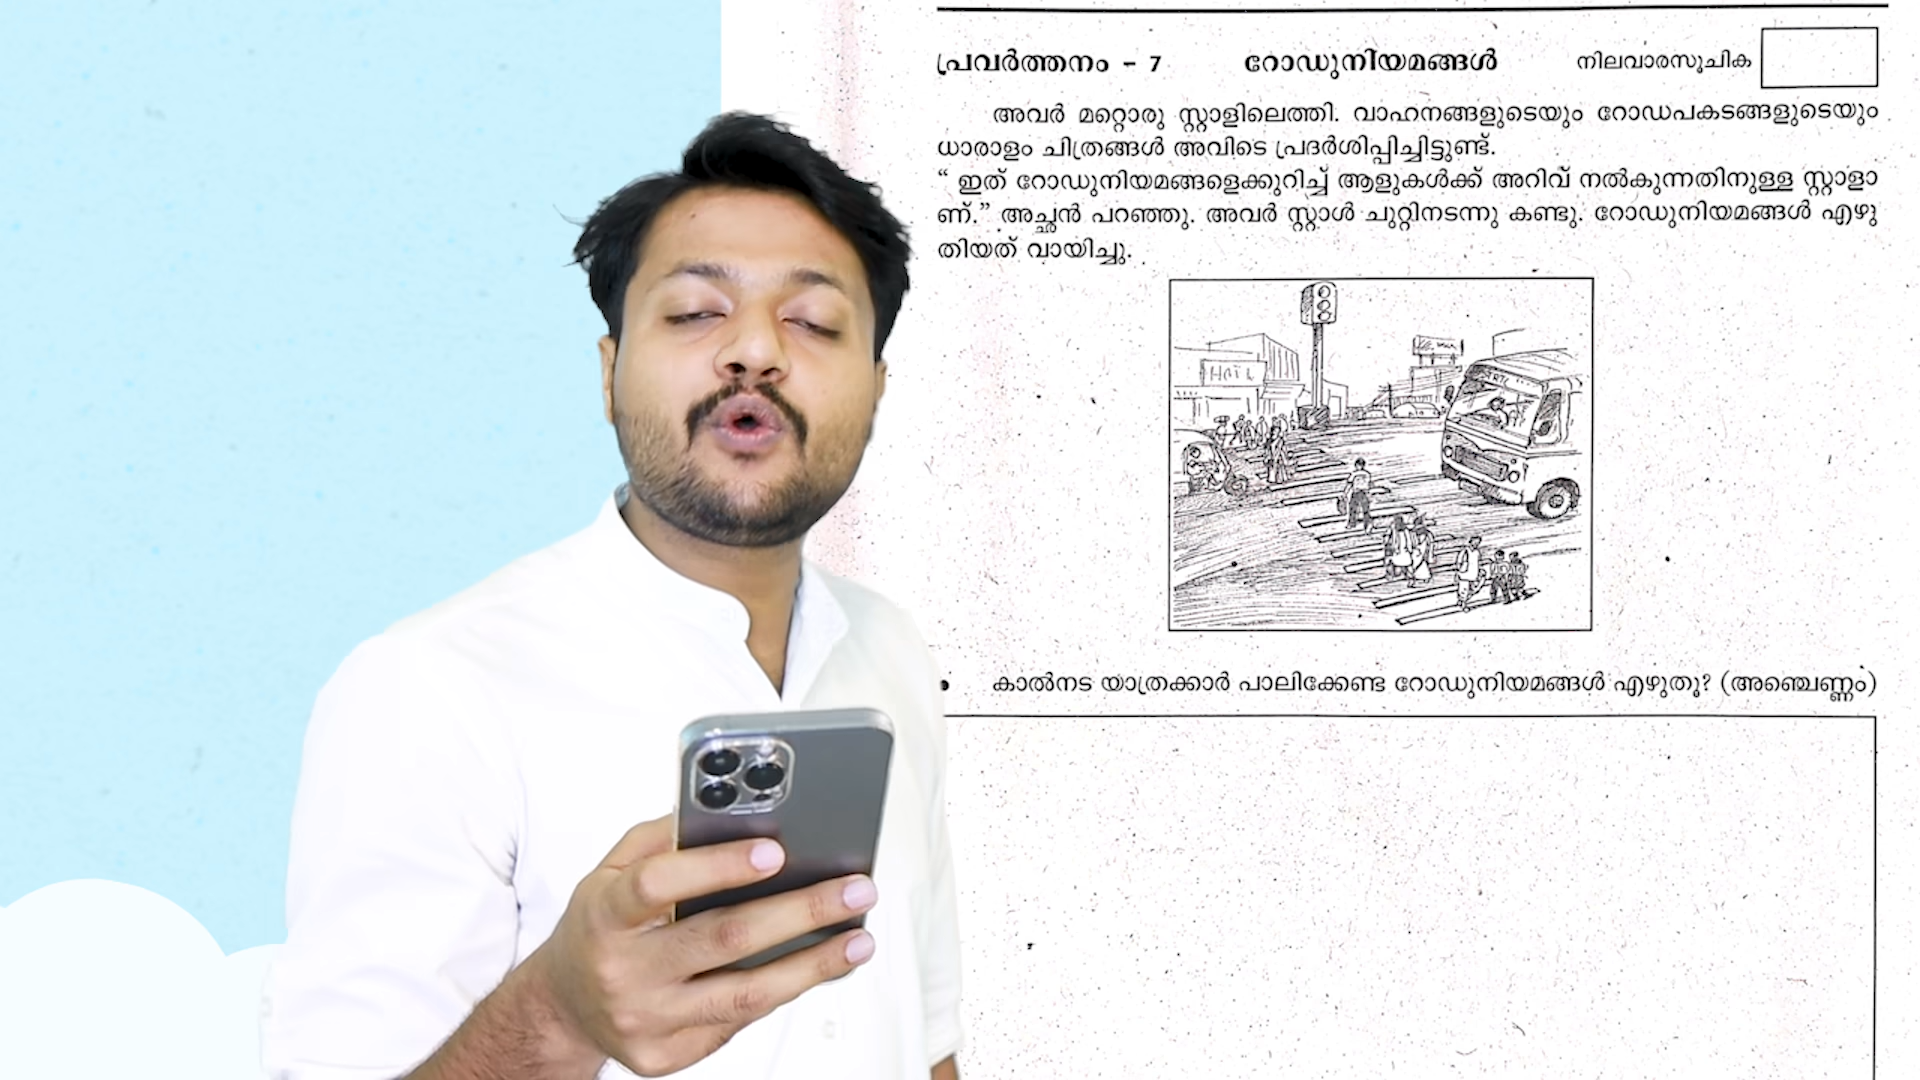 പ്രവർത്തനം - 7 റോഡുനിയമങ്ങൾ നിലവാരസൂചിക
അവർ മറ്റൊരു സ്റ്റാളിലെത്തി. വാഹനങ്ങളുടെയും റോഡപകടങ്ങളുടെയും
ധാരാളം ചിത്രങ്ങൾ അവിടെ പ്രദർശിപ്പിച്ചിട്ടുണ്ട്.
“ ഇത് റോഡുനിയമങ്ങളെക്കുറിച്ച് ആളുകൾക്ക് അറിവ് നൽകുന്നതിനുള്ള സ്റ്റാളാ
ണ്.” അച്ഛൻ പറഞ്ഞു. അവർ സ്റ്റാൾ ചുറ്റിനടന്നു കണ്ടു. റോഡുനിയമങ്ങൾ എഴു
തിയത് വായിച്ചു.
• കാൽനട യാത്രക്കാർ പാലിക്കേണ്ട റോഡുനിയമങ്ങൾ എഴുതൂ? (അഞ്ചെണ്ണം)